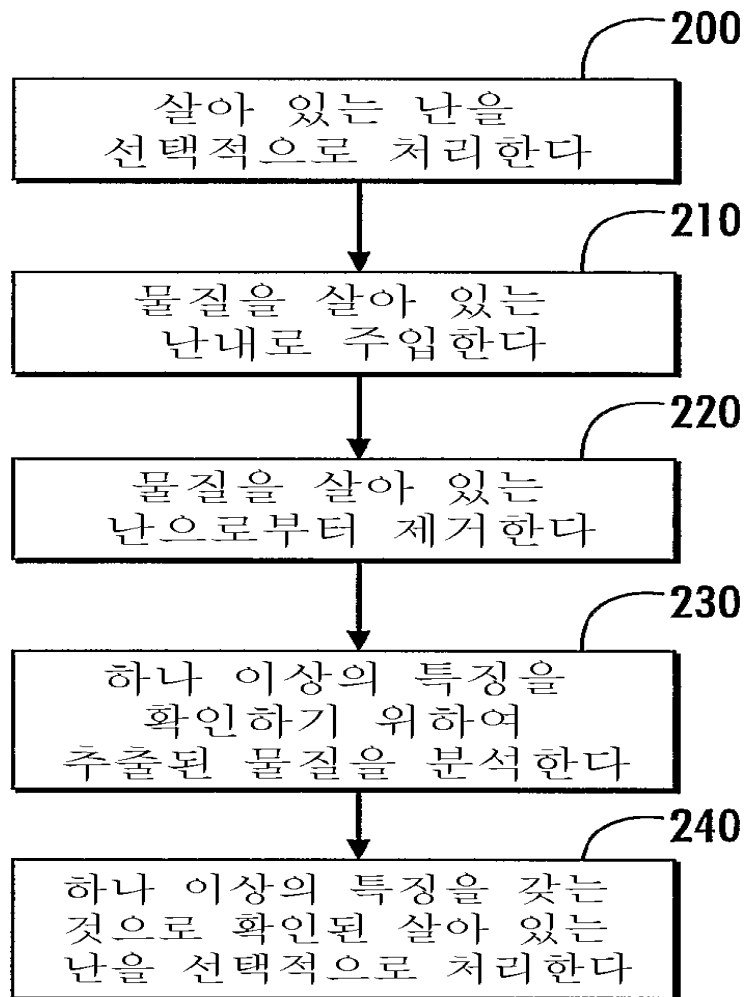 200
살아 있는 난을
선택적으로 처리한다
210
물질을 살아 있는
난내로 주입한다
220
물질을 살아 있는
난으로부터 제거한다
230
하나 이상의 특징을
확인하기 위하여
추출된 물질을 분석한다
240
하나 이상의 특징을 갖는
것으로 확인된 살아 있는
난을 선택적으로 처리한다